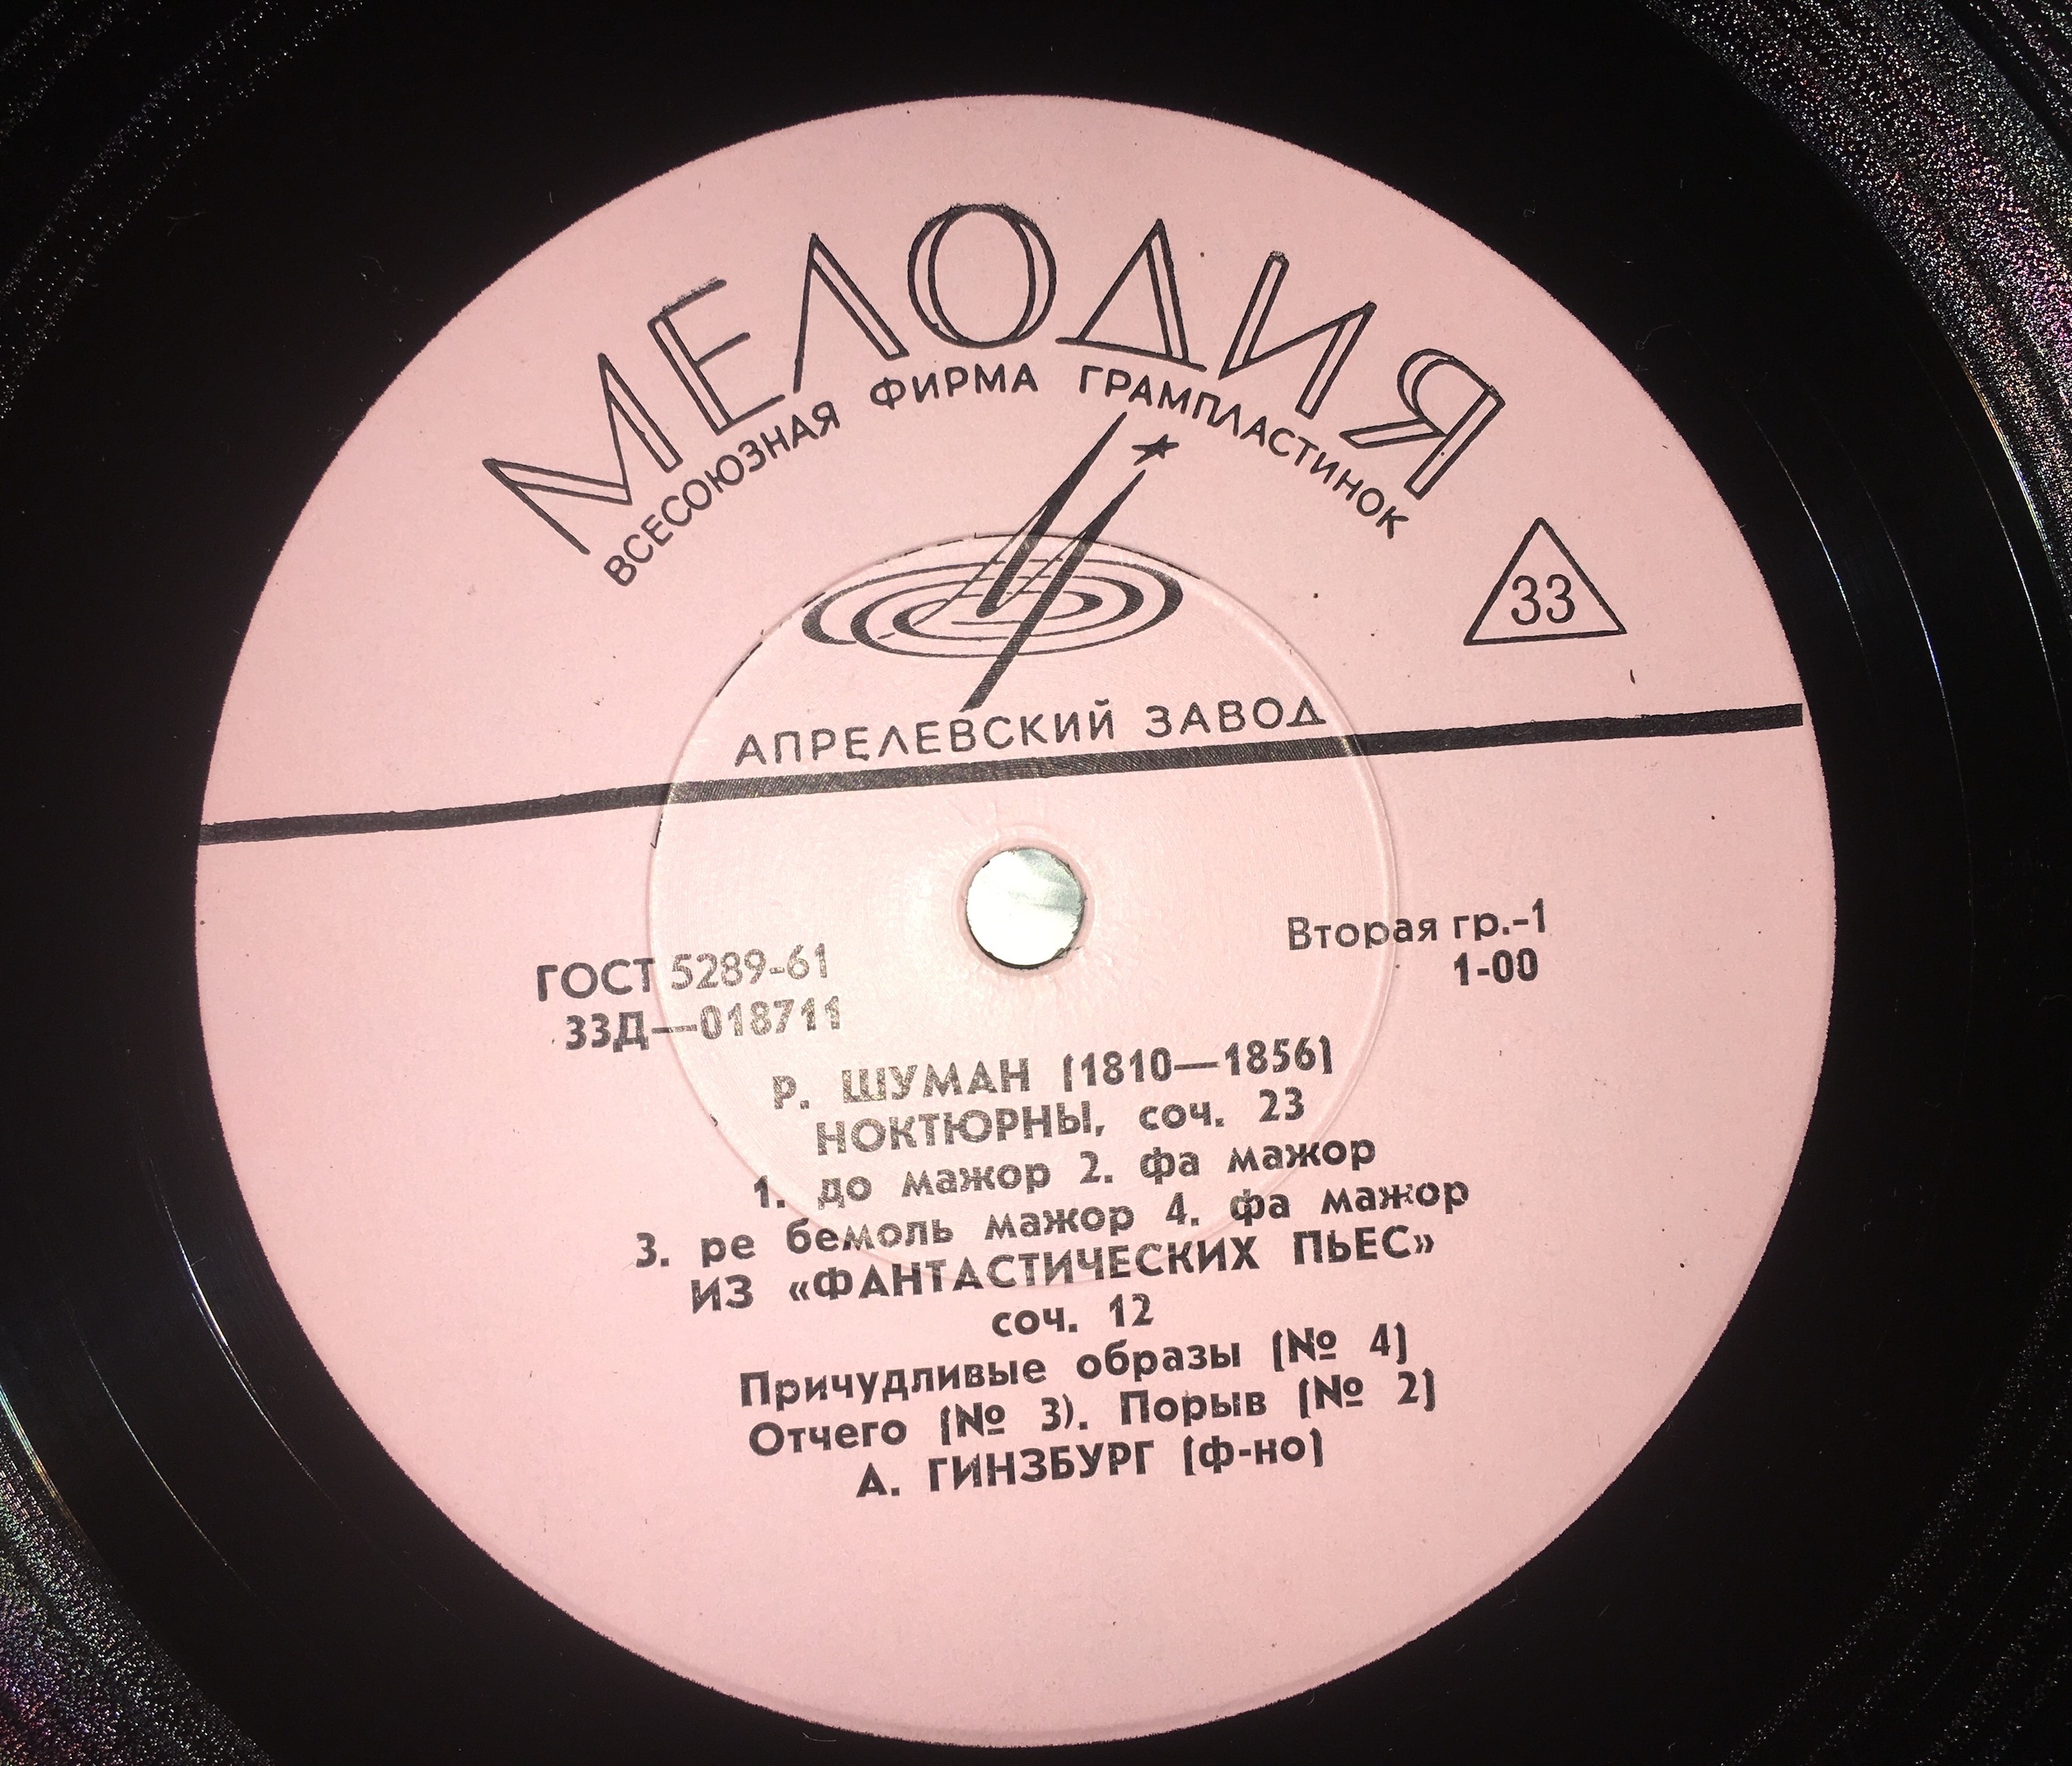 МЕЛОДИЯ
ВСЕСОЮЗНАЯ ФИРМА ГРАМПЛАСТИНОК
33
АПРЕЛЕВСКИЙ ЗАВОД
ГОСТ 5289-61
33Д—018711
Вторая гр.-1
1-00
Р. ШУМАН (1810—1856)
НОКТЮРНЫ, соч. 23
1. до мажор 2. фа мажор
3. ре бемоль мажор 4. фа мажор
ИЗ «ФАНТАСТИЧЕСКИХ ПЬЕС»
соч. 12
Причудливые образы (№ 4)
Отчего (№ 3). Порыв (№ 2)
А. ГИНЗБУРГ (ф-но)